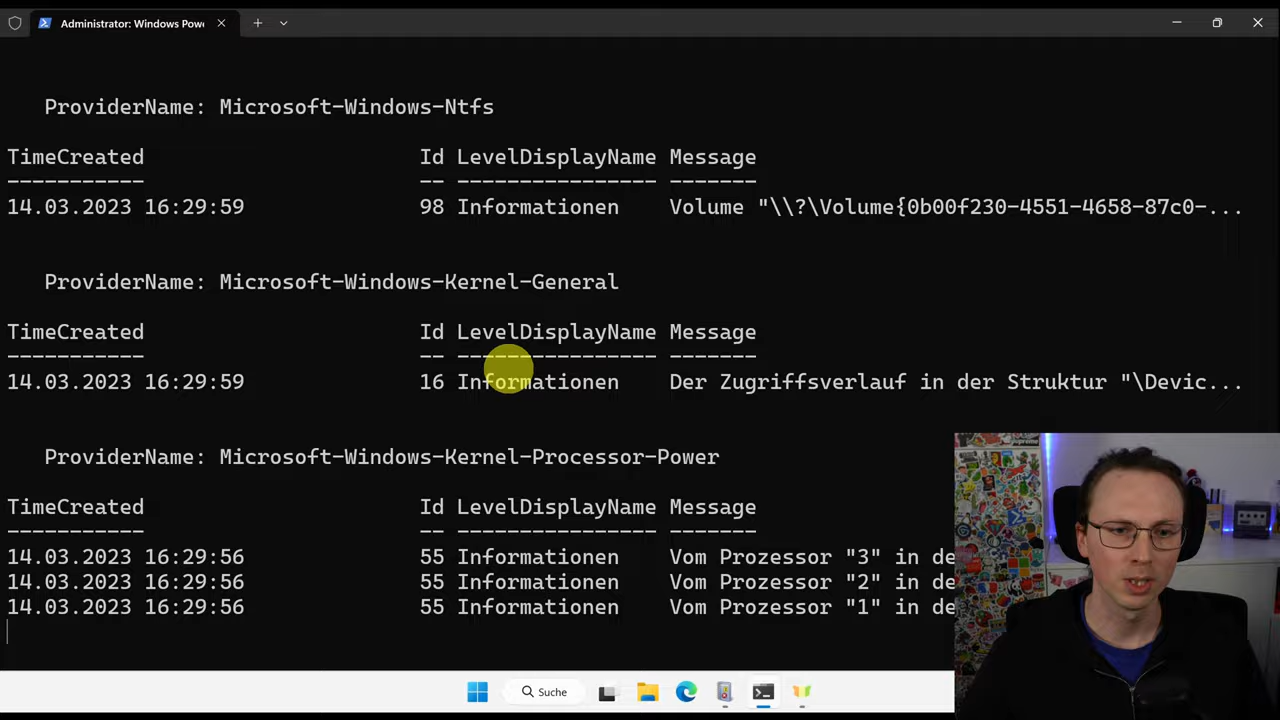 Administrator: Windows Pow
ProviderName: Microsoft-Windows-Ntfs
TimeCreated Id LevelDisplayName Message
----------- -- ---------------- -------
14.03.2023 16:29:59 98 Informationen Volume "\\?\Volume{0b00f230-4551-4658-87c0-...
ProviderName: Microsoft-Windows-Kernel-General
TimeCreated Id LevelDisplayName Message
----------- -- ---------------- -------
14.03.2023 16:29:59 16 Informationen Der Zugriffsverlauf in der Struktur "\Devic...
ProviderName: Microsoft-Windows-Kernel-Processor-Power
TimeCreated Id LevelDisplayName Message
----------- -- ---------------- -------
14.03.2023 16:29:56 55 Informationen Vom Prozessor "3" in de
14.03.2023 16:29:56 55 Informationen Vom Prozessor "2" in de
14.03.2023 16:29:56 55 Informationen Vom Prozessor "1" in de
Suche